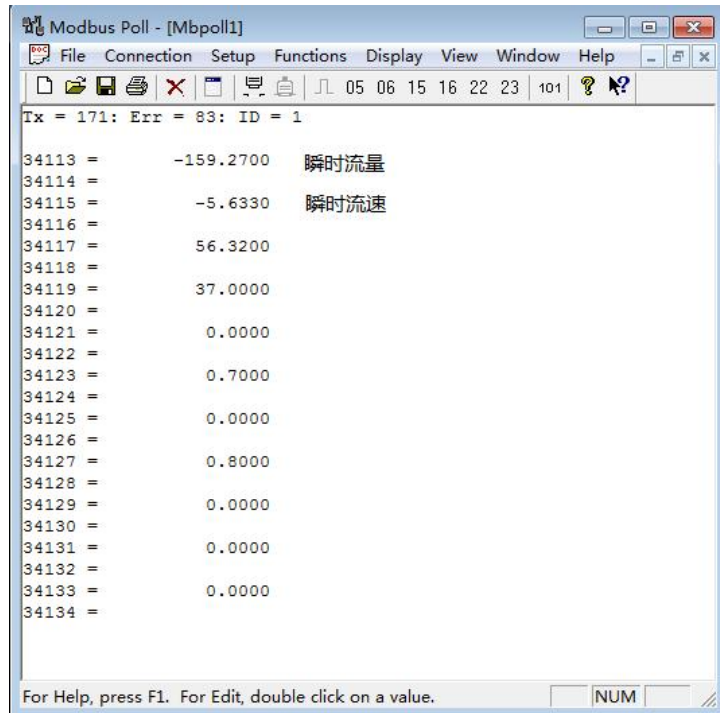 Modbus Poll - [Mbpoll1]
File Connection Setup Functions Display View Window Help
05 06 15 16 22 23 101
Tx = 171: Err = 83: ID = 1
34113 = -159.2700 瞬时流量
34114 =
34115 = -5.6330 瞬时流速
34116 =
34117 = 56.3200
34118 =
34119 = 37.0000
34120 =
34121 = 0.0000
34122 =
34123 = 0.7000
34124 =
34125 = 0.0000
34126 =
34127 = 0.8000
34128 =
34129 = 0.0000
34130 =
34131 = 0.0000
34132 =
34133 = 0.0000
34134 =
For Help, press F1. For Edit, double click on a value. NUM